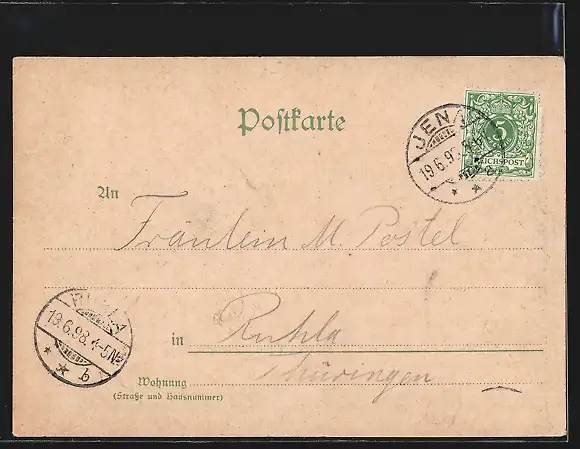 Postkarte
JENA
19.6.98
5
REICHSPOST
An
Fräulein M. Postel
RUHLA
19.6.98. 4-5N
b
in Ruhla
Thüringen
Wohnung
(Straße und Hausnummer)